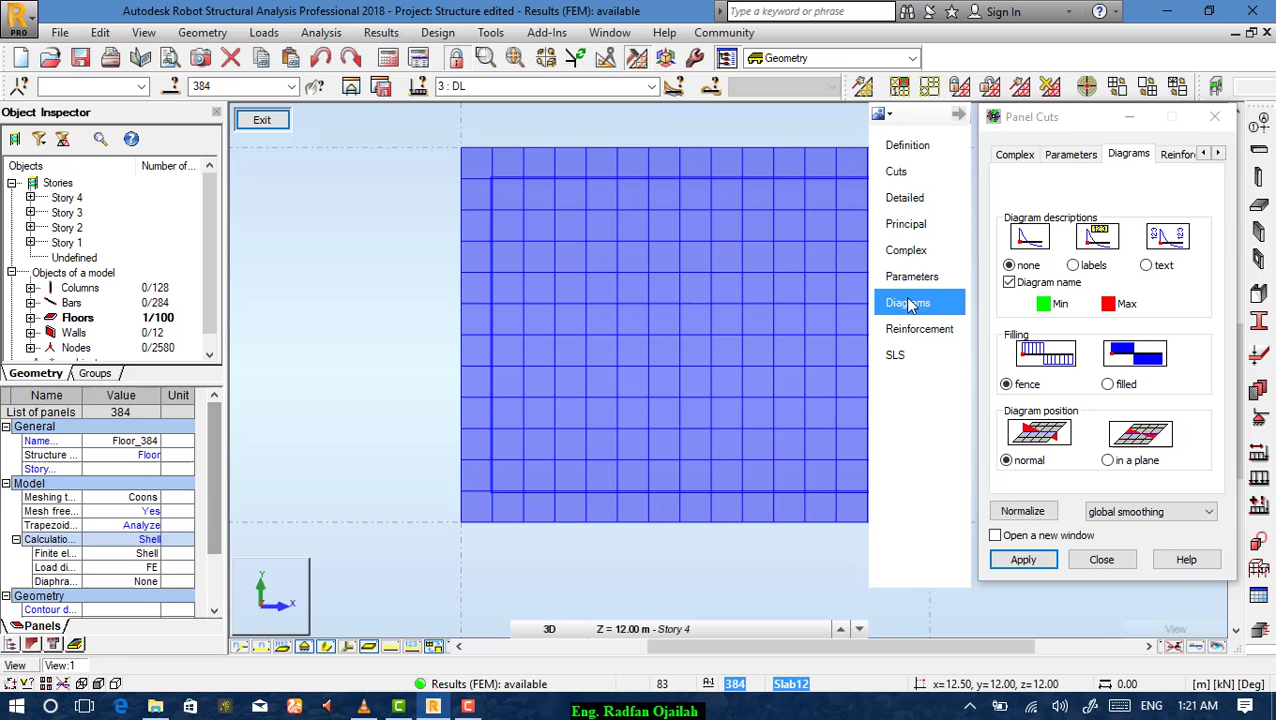 PRO
Autodesk Robot Structural Analysis Professional 2018 - Project: Structure edited - Results (FEM): available
Type a keyword or phrase
Sign In
File Edit View Geometry Loads Analysis Results Design Tools Add-Ins Window Help Community
Geometry
384
3 : DL
Object Inspector
Objects
Number of...
Stories
Story 4
Story 3
Story 2
Story 1
Undefined
Objects of a model
Columns 0/128
Bars 0/284
Floors 1/100
Walls 0/12
Nodes 0/2580
Geometry Groups
Name Value Unit
List of panels 384
General
Name... Floor_384
Structure ... Floor
Story...
Model
Meshing t... Coons
Mesh free... Yes
Trapezoid... Analyze
Calculatio... Shell
Finite el... Shell
Load di... FE
Diaphra... None
Geometry
Contour d...
Panels
Exit
Y
X
3D
Z = 12.00 m - Story 4
View
Definition
Cuts
Detailed
Principal
Complex
Parameters
Diagrams
Reinforcement
SLS
Panel Cuts
Complex Parameters Diagrams Reinforc
Diagram descriptions
123
123 123
none labels text
Diagram name
Min Max
Filling
fence filled
Diagram position
normal in a plane
Normalize global smoothing
Open a new window
Apply Close Help
View View:1
Results (FEM): available 83 384 Slab12 x=12.50, y=12.00, z=12.00 0.00 [m] [kN] [Deg]
Eng. Radfan Ojailah
ENG 1:21 AM